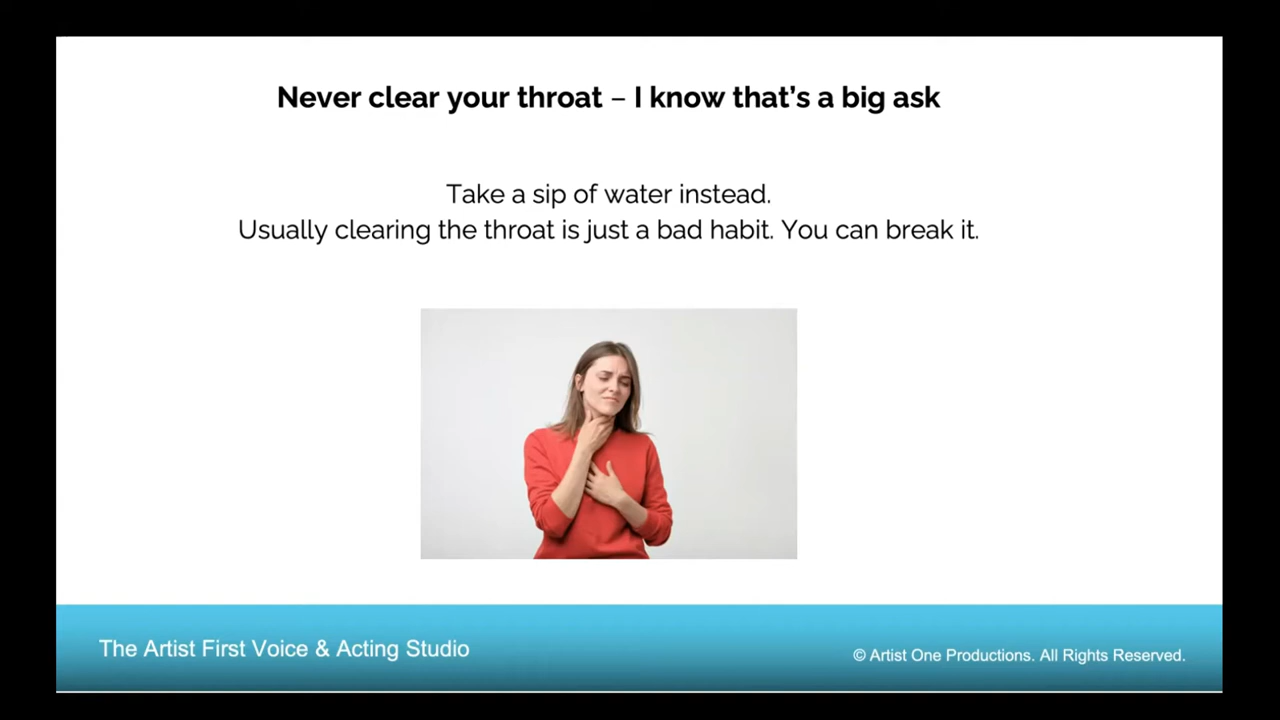 Never clear your throat – I know that's a big ask
Take a sip of water instead.
Usually clearing the throat is just a bad habit. You can break it.
The Artist First Voice & Acting Studio
© Artist One Productions. All Rights Reserved.